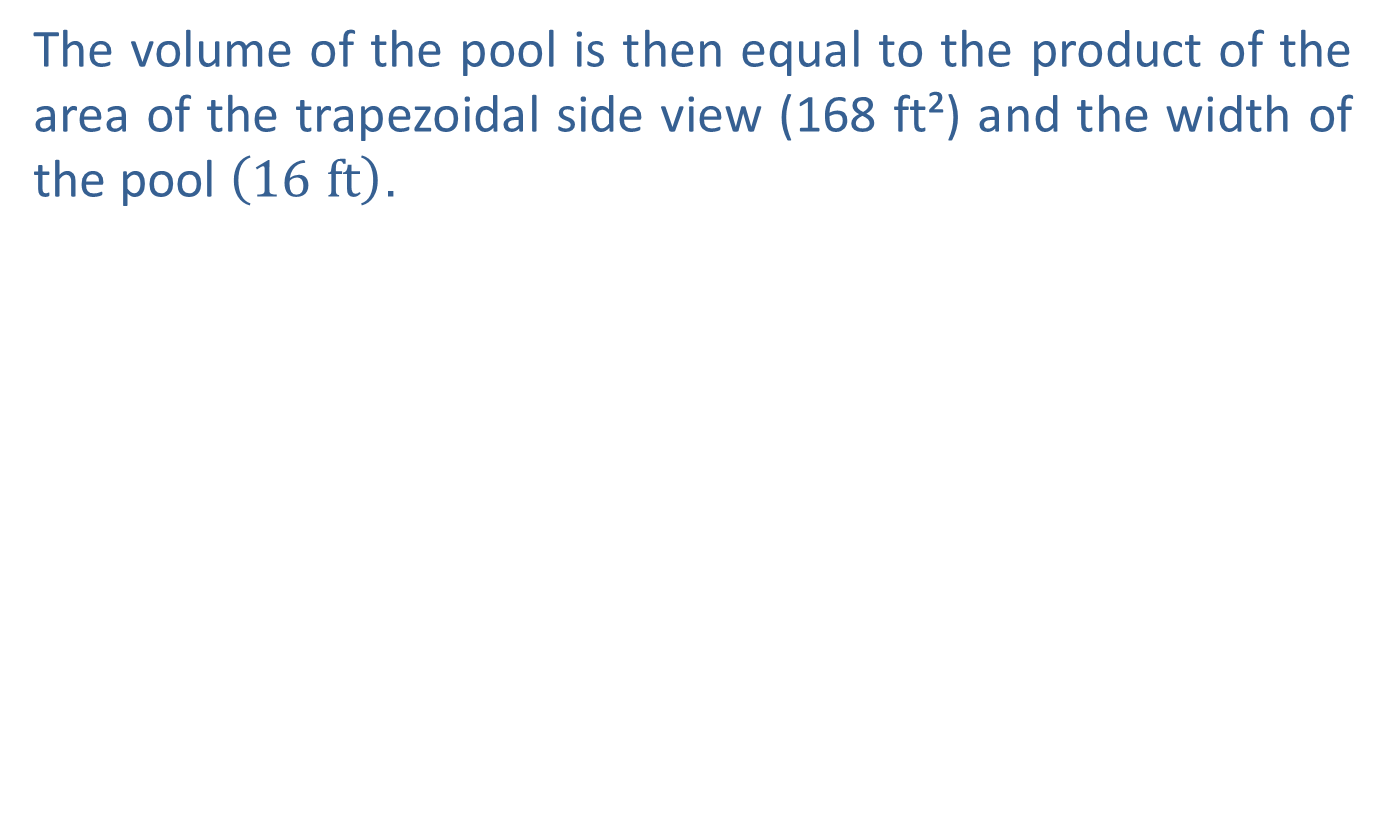 The volume of the pool is then equal to the product of the
area of the trapezoidal side view (168 ft²) and the width of
the pool (16 ft).